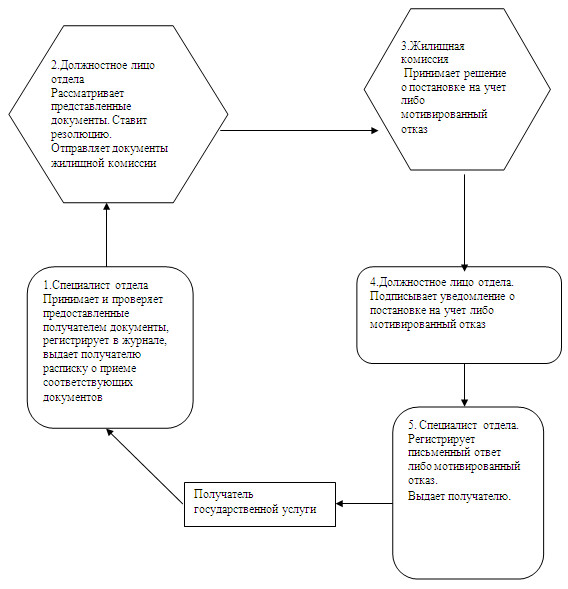 2.Должностное лицо
отдела
Рассматривает
представленные
документы. Ставит
резолюцию.
Отправляет документы
жилищной комиссии
3.Жилищная
комиссия
Принимает решение
о постановке на учет
либо
мотивированный
отказ
1.Специалист отдела
Принимает и проверяет
предоставленные
получателем документы,
регистрирует в журнале,
выдает получателю
расписку о приеме
соответствующих
документов
4.Должностное лицо отдела.
Подписывает уведомление о
постановке на учет либо
мотивированный отказ
5. Специалист отдела.
Регистрирует
письменный ответ
либо мотивированный
отказ.
Выдает получателю.
Получатель
государственной услуги